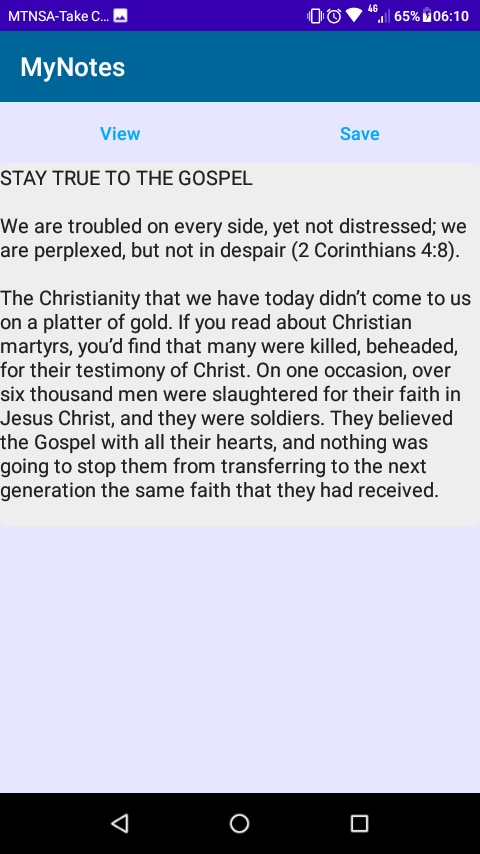 MTNSA-Take C... 4G 65% 06:10
MyNotes
View Save
STAY TRUE TO THE GOSPEL
We are troubled on every side, yet not distressed; we
are perplexed, but not in despair (2 Corinthians 4:8).
The Christianity that we have today didn’t come to us
on a platter of gold. If you read about Christian
martyrs, you’d find that many were killed, beheaded,
for their testimony of Christ. On one occasion, over
six thousand men were slaughtered for their faith in
Jesus Christ, and they were soldiers. They believed
the Gospel with all their hearts, and nothing was
going to stop them from transferring to the next
generation the same faith that they had received.